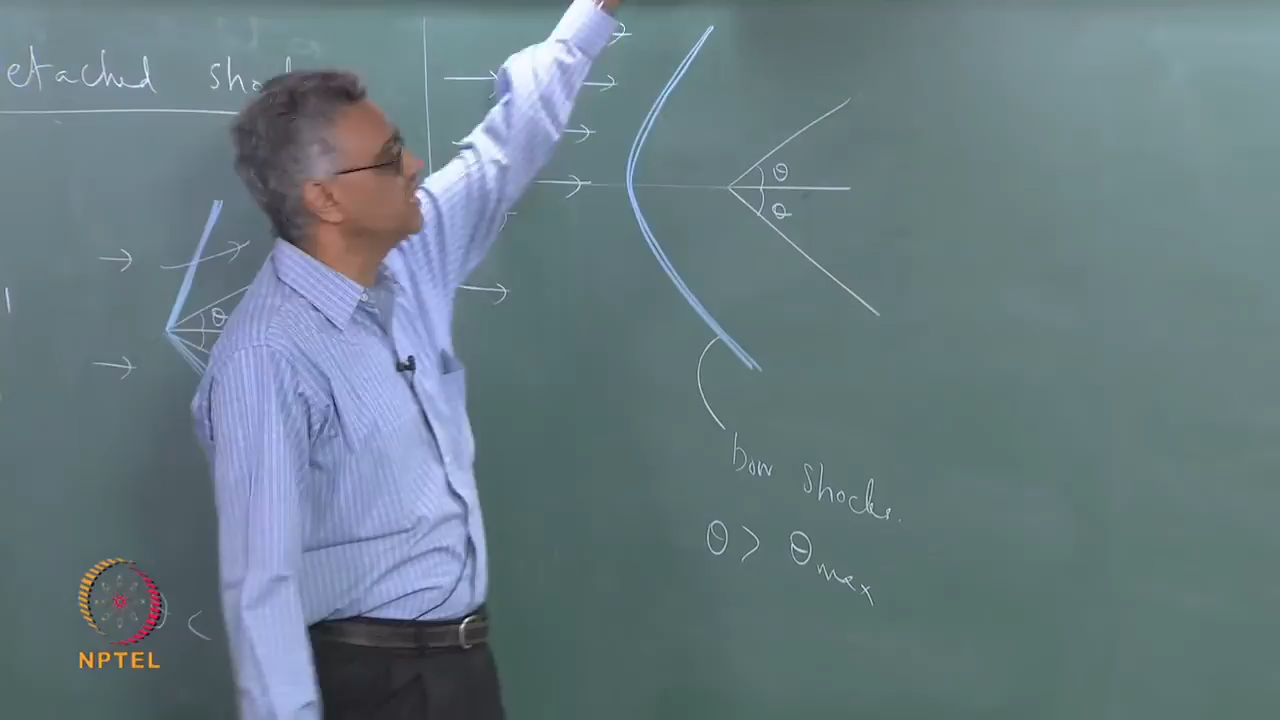 etached sho
θ
θ
θ
bow shocks.
θ > θmax
<
NPTEL